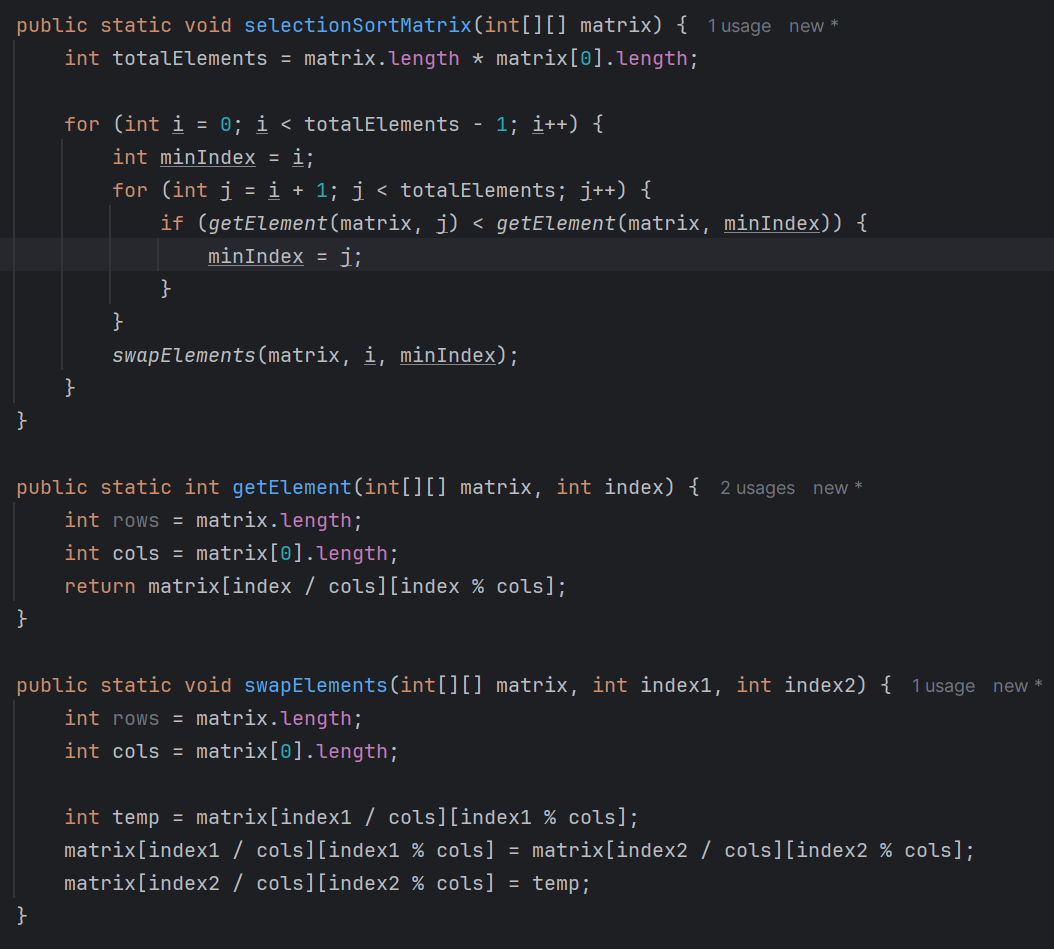 public static void selectionSortMatrix(int[][] matrix) {  1 usage  new *
    int totalElements = matrix.length * matrix[0].length;

    for (int i = 0; i < totalElements - 1; i++) {
        int minIndex = i;
        for (int j = i + 1; j < totalElements; j++) {
            if (getElement(matrix, j) < getElement(matrix, minIndex)) {
                minIndex = j;
            }
        }
        swapElements(matrix, i, minIndex);
    }
}

public static int getElement(int[][] matrix, int index) {  2 usages  new *
    int rows = matrix.length;
    int cols = matrix[0].length;
    return matrix[index / cols][index % cols];
}

public static void swapElements(int[][] matrix, int index1, int index2) {  1 usage  new *
    int rows = matrix.length;
    int cols = matrix[0].length;

    int temp = matrix[index1 / cols][index1 % cols];
    matrix[index1 / cols][index1 % cols] = matrix[index2 / cols][index2 % cols];
    matrix[index2 / cols][index2 % cols] = temp;
}